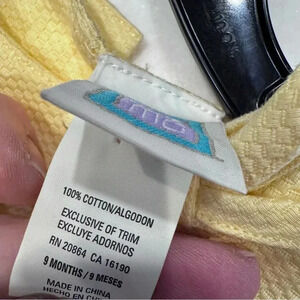 100% COTTON/ALGODON
EXCLUSIVE OF TRIM
EXCLUYE ADORNOS
RN 20864 CA 16190
9 MONTHS / 9 MESES
MADE IN CHINA
HECHO EN